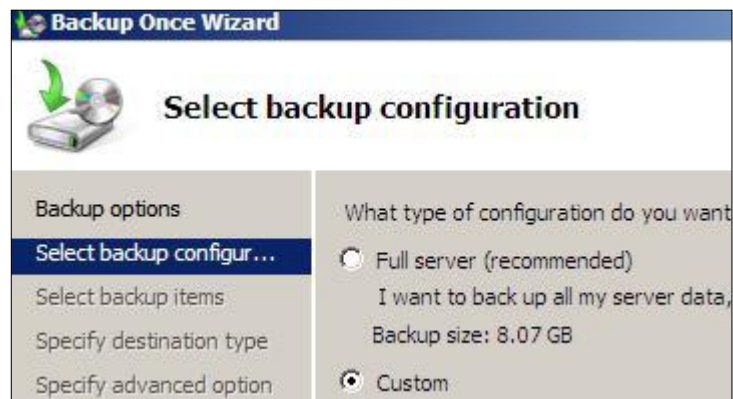 Backup Once Wizard
Select backup configuration
Backup options
Select backup configur...
Select backup items
Specify destination type
Specify advanced option
What type of configuration do you want
Full server (recommended)
I want to back up all my server data,
Backup size: 8.07 GB
Custom